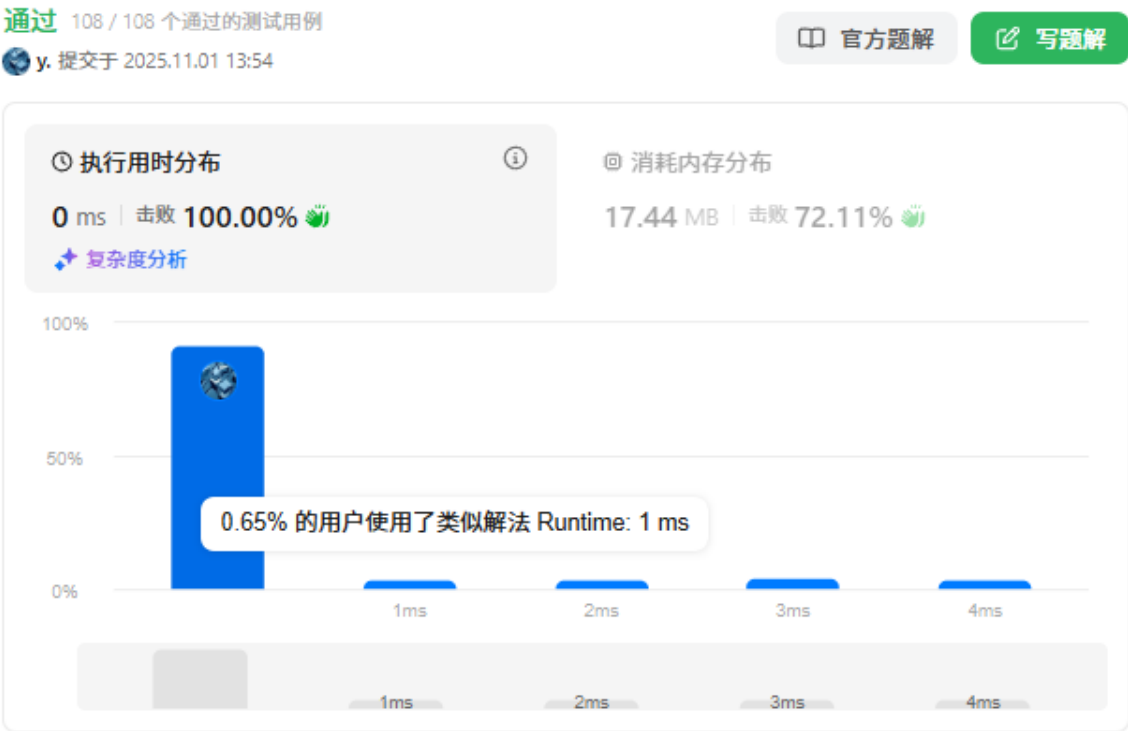 通过 108 / 108 个通过的测试用例
官方题解
写题解
y. 提交于 2025.11.01 13:54
执行用时分布
0 ms 击败 100.00%
复杂度分析
消耗内存分布
17.44 MB 击败 72.11%
100%
50%
0%
0.65% 的用户使用了类似解法 Runtime: 1 ms
1ms 2ms 3ms 4ms
1ms 2ms 3ms 4ms